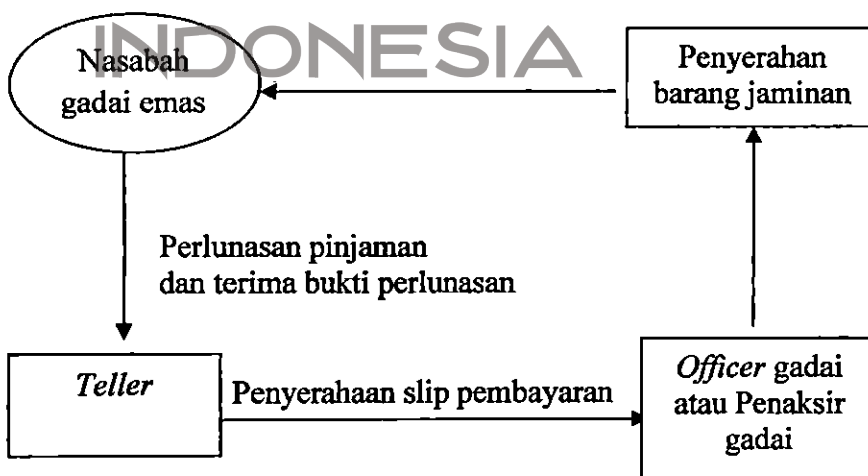 INDONESIA
Nasabah
gadai emas
Penyerahan
barang jaminan
Perlunasan pinjaman
dan terima bukti perlunasan
Teller
Penyerahaan slip pembayaran
Officer gadai
atau Penaksir
gadai